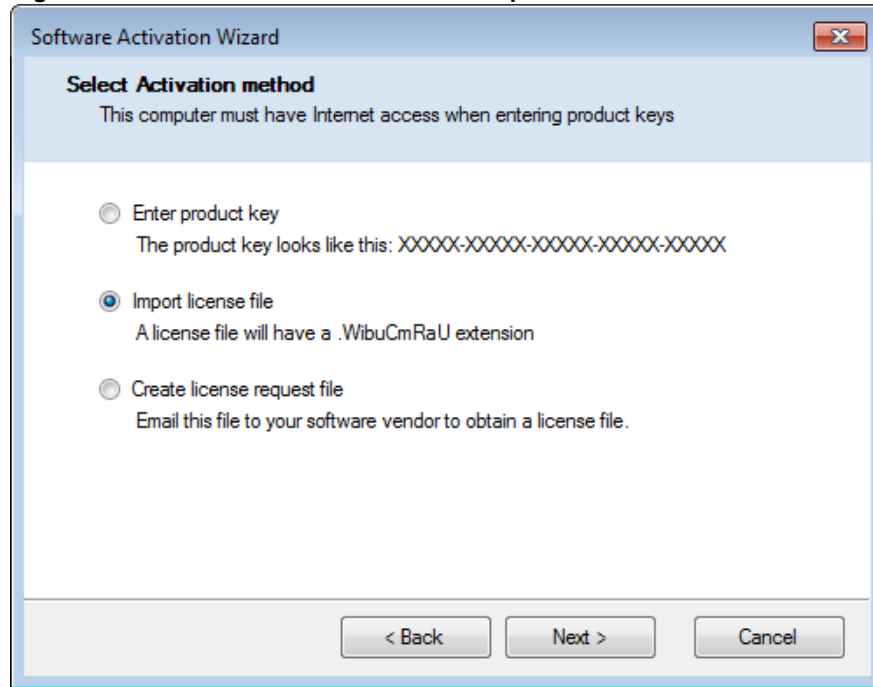 Software Activation Wizard
Select Activation method
This computer must have Internet access when entering product keys
Enter product key
The product key looks like this: XXXXX-XXXXX-XXXXX-XXXXX-XXXXX
Import license file
A license file will have a .WibuCmRaU extension
Create license request file
Email this file to your software vendor to obtain a license file.
< Back Next > Cancel